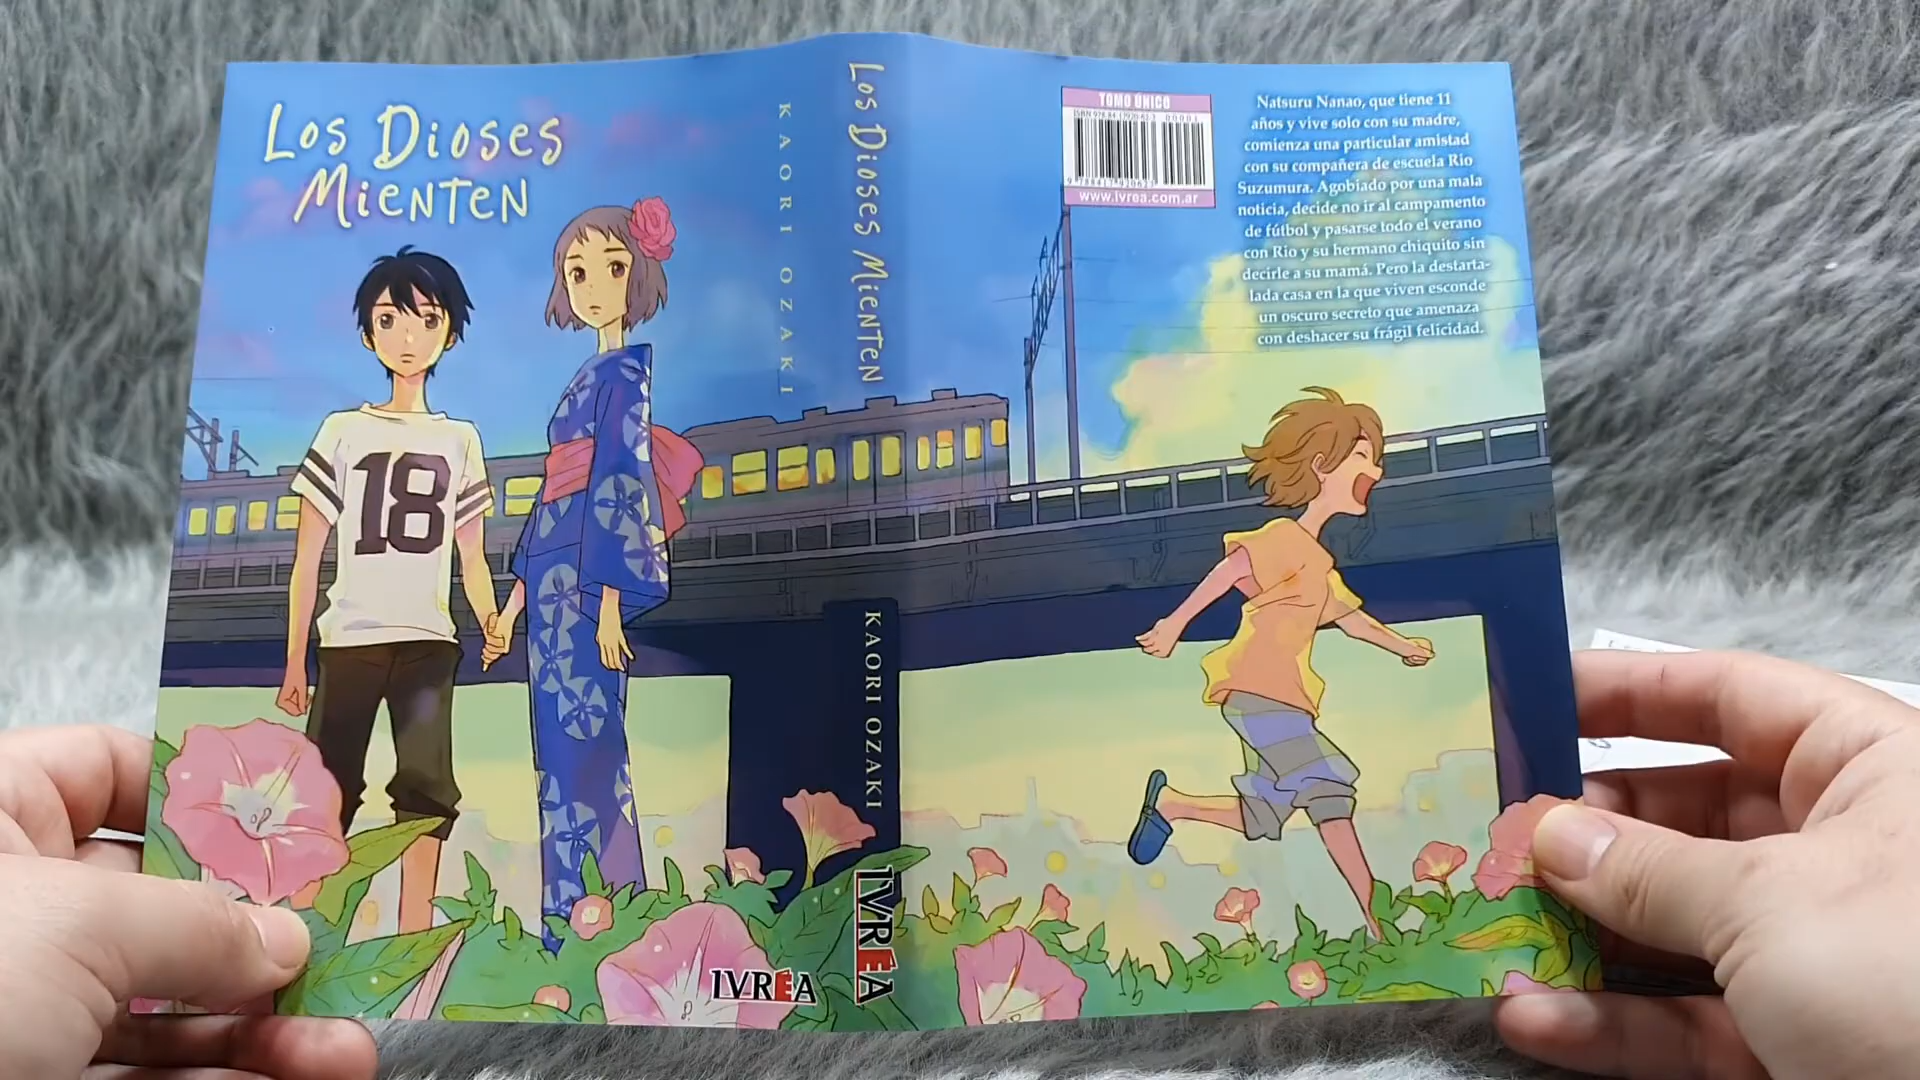 Los Dioses
Mienten
KAORI OZAKI
18
IVREA
Los Dioses Mienten
KAORI OZAKI
IVREA
TOMO ÚNICO
9 788417 920623
www.ivrea.com.ar
Natsuru Nanao, que tiene 11
años y vive solo con su madre,
comienza una particular amistad
con su compañera de escuela Rio
Suzumura. Agobiado por una mala
noticia, decide no ir al campamento
de fútbol y pasarse todo el verano
con Rio y su hermano chiquito sin
decirle a su mamá. Pero la destarta-
lada casa en la que viven esconde
un oscuro secreto que amenaza
con deshacer su frágil felicidad.